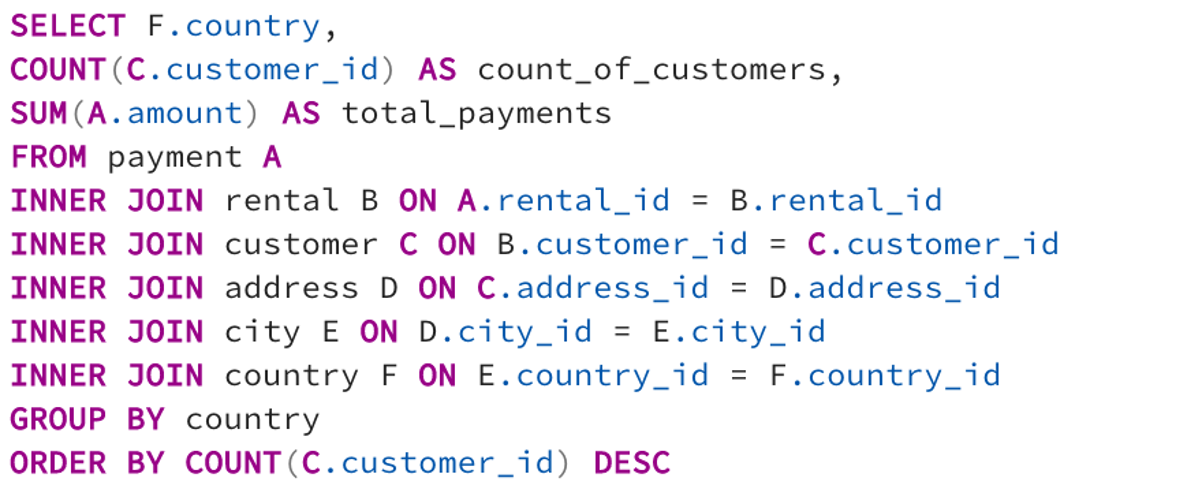 SELECT F.country,
COUNT(C.customer_id) AS count_of_customers,
SUM(A.amount) AS total_payments
FROM payment A
INNER JOIN rental B ON A.rental_id = B.rental_id
INNER JOIN customer C ON B.customer_id = C.customer_id
INNER JOIN address D ON C.address_id = D.address_id
INNER JOIN city E ON D.city_id = E.city_id
INNER JOIN country F ON E.country_id = F.country_id
GROUP BY country
ORDER BY COUNT(C.customer_id) DESC